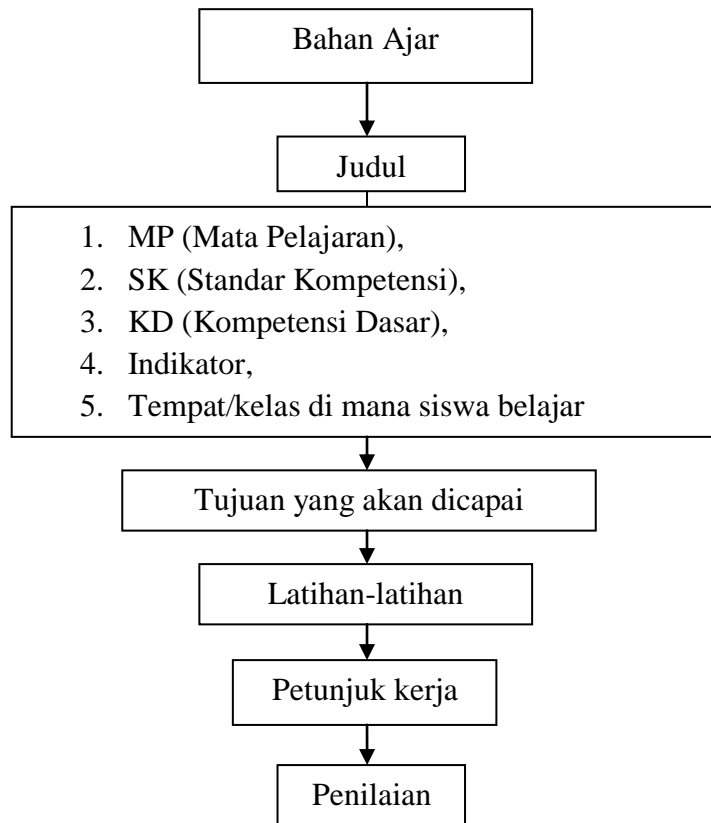 Bahan Ajar
Judul
1. MP (Mata Pelajaran),
2. SK (Standar Kompetensi),
3. KD (Kompetensi Dasar),
4. Indikator,
5. Tempat/kelas di mana siswa belajar
Tujuan yang akan dicapai
Latihan-latihan
Petunjuk kerja
Penilaian